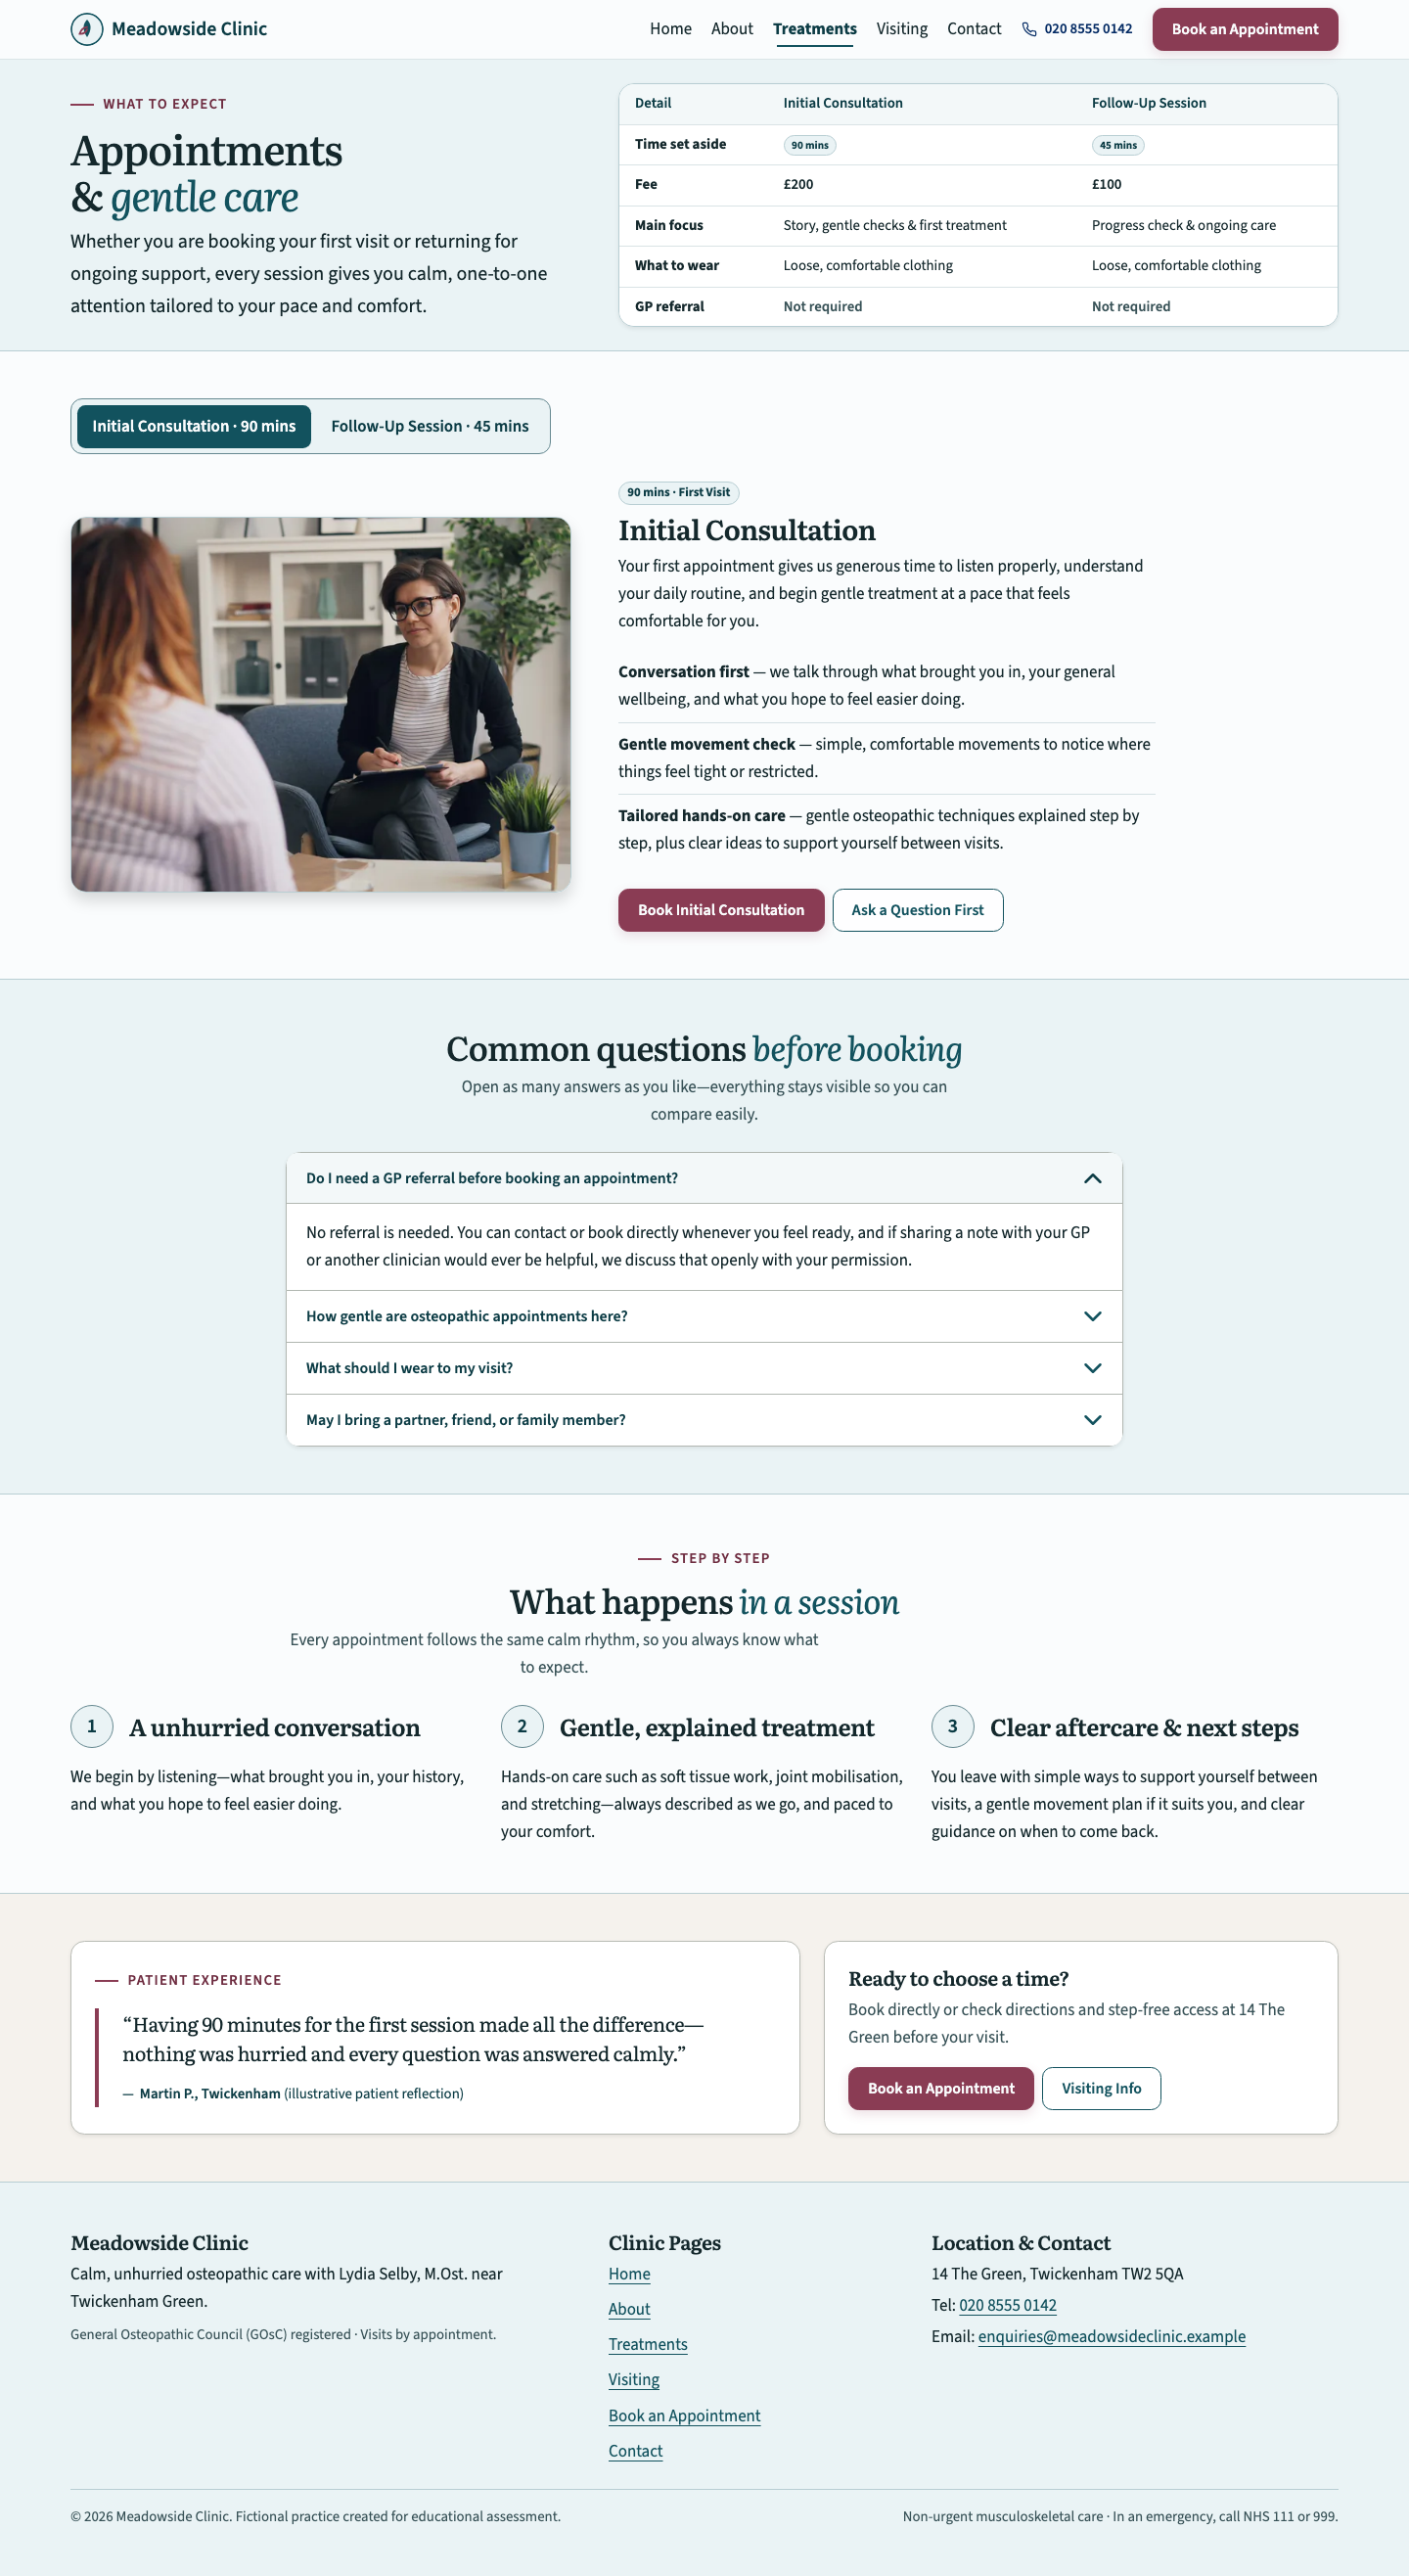 Meadowside Clinic
Home About Treatments Visiting Contact 020 8555 0142 Book an Appointment
WHAT TO EXPECT
Appointments
& gentle care
Whether you are booking your first visit or returning for
ongoing support, every session gives you calm, one-to-one
attention tailored to your pace and comfort.
Detail Initial Consultation Follow-Up Session
Time set aside 90 mins 45 mins
Fee £200 £100
Main focus Story, gentle checks & first treatment Progress check & ongoing care
What to wear Loose, comfortable clothing Loose, comfortable clothing
GP referral Not required Not required
Initial Consultation · 90 mins Follow-Up Session · 45 mins
90 mins · First Visit
Initial Consultation
Your first appointment gives us generous time to listen properly, understand
your daily routine, and begin gentle treatment at a pace that feels
comfortable for you.
Conversation first — we talk through what brought you in, your general
wellbeing, and what you hope to feel easier doing.
Gentle movement check — simple, comfortable movements to notice where
things feel tight or restricted.
Tailored hands-on care — gentle osteopathic techniques explained step by
step, plus clear ideas to support yourself between visits.
Book Initial Consultation Ask a Question First
Common questions before booking
Open as many answers as you like—everything stays visible so you can
compare easily.
Do I need a GP referral before booking an appointment?
No referral is needed. You can contact or book directly whenever you feel ready, and if sharing a note with your GP
or another clinician would ever be helpful, we discuss that openly with your permission.
How gentle are osteopathic appointments here?
What should I wear to my visit?
May I bring a partner, friend, or family member?
STEP BY STEP
What happens in a session
Every appointment follows the same calm rhythm, so you always know what
to expect.
1 A unhurried conversation
We begin by listening—what brought you in, your history,
and what you hope to feel easier doing.
2 Gentle, explained treatment
Hands-on care such as soft tissue work, joint mobilisation,
and stretching—always described as we go, and paced to
your comfort.
3 Clear aftercare & next steps
You leave with simple ways to support yourself between
visits, a gentle movement plan if it suits you, and clear
guidance on when to come back.
PATIENT EXPERIENCE
“Having 90 minutes for the first session made all the difference—
nothing was hurried and every question was answered calmly.”
— Martin P., Twickenham (illustrative patient reflection)
Ready to choose a time?
Book directly or check directions and step-free access at 14 The
Green before your visit.
Book an Appointment Visiting Info
Meadowside Clinic
Calm, unhurried osteopathic care with Lydia Selby, M.Ost. near
Twickenham Green.
General Osteopathic Council (GOsC) registered · Visits by appointment.
Clinic Pages
Home
About
Treatments
Visiting
Book an Appointment
Contact
Location & Contact
14 The Green, Twickenham TW2 5QA
Tel: 020 8555 0142
Email: enquiries@meadowsideclinic.example
© 2026 Meadowside Clinic. Fictional practice created for educational assessment.
Non-urgent musculoskeletal care · In an emergency, call NHS 111 or 999.